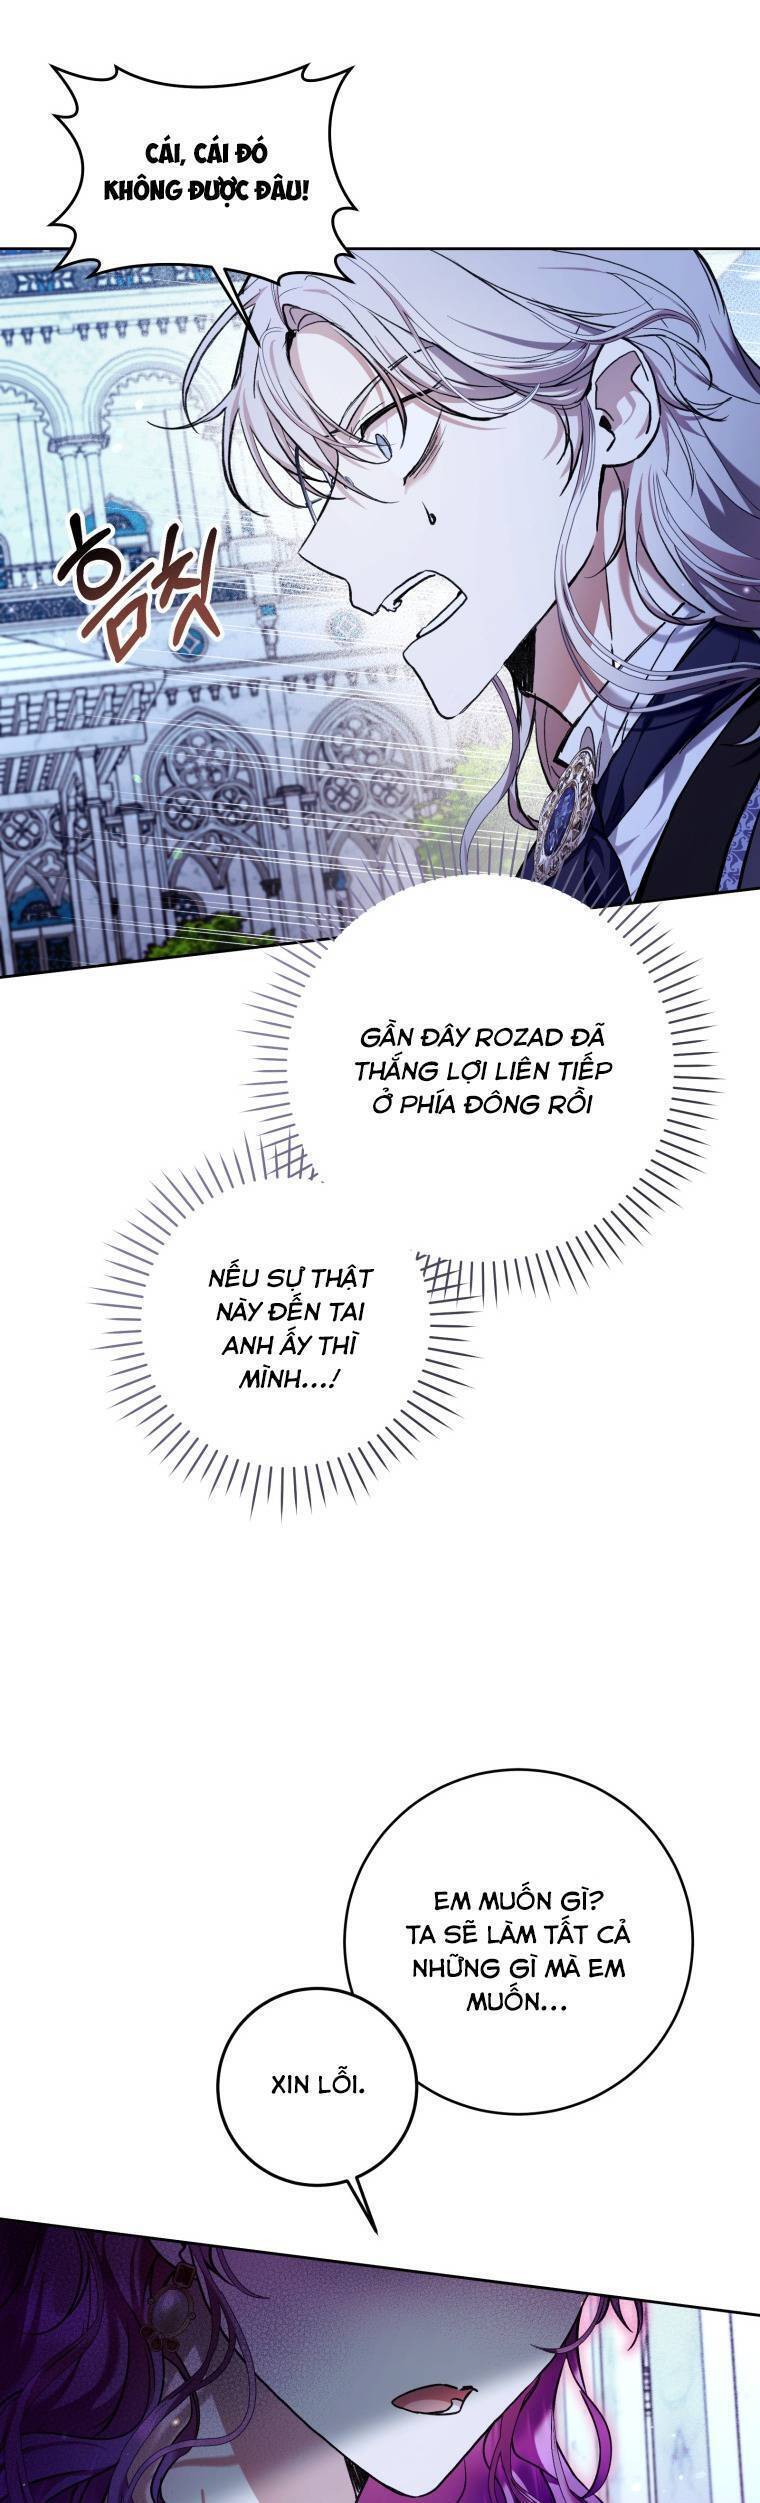 CÁI, CÁI ĐÓ
KHÔNG ĐƯỢC ĐÂU!
흠칫
GẦN ĐÂY ROZAD ĐÃ
THẮNG LỢI LIÊN TIẾP
Ở PHÍA ĐÔNG RỒI
NẾU SỰ THẬT
NÀY ĐẾN TAI
ANH ẤY THÌ
MÌNH...!
EM MUỐN GÌ?
TA SẼ LÀM TẤT CẢ
NHỮNG GÌ MÀ EM
MUỐN...
XIN LỖI.